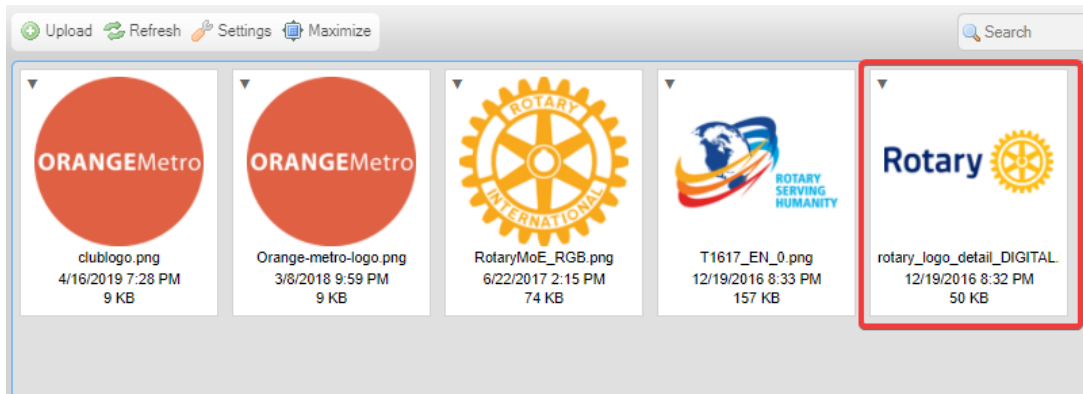 Upload Refresh Settings Maximize Search
ORANGEMetro
clublogo.png
4/16/2019 7:28 PM
9 KB
ORANGEMetro
Orange-metro-logo.png
3/8/2018 9:59 PM
9 KB
ROTARY
INTERNATIONAL
RotaryMoE_RGB.png
6/22/2017 2:15 PM
74 KB
ROTARY
SERVING
HUMANITY
T1617_EN_0.png
12/19/2016 8:33 PM
157 KB
Rotary
rotary_logo_detail_DIGITAL.
12/19/2016 8:32 PM
50 KB